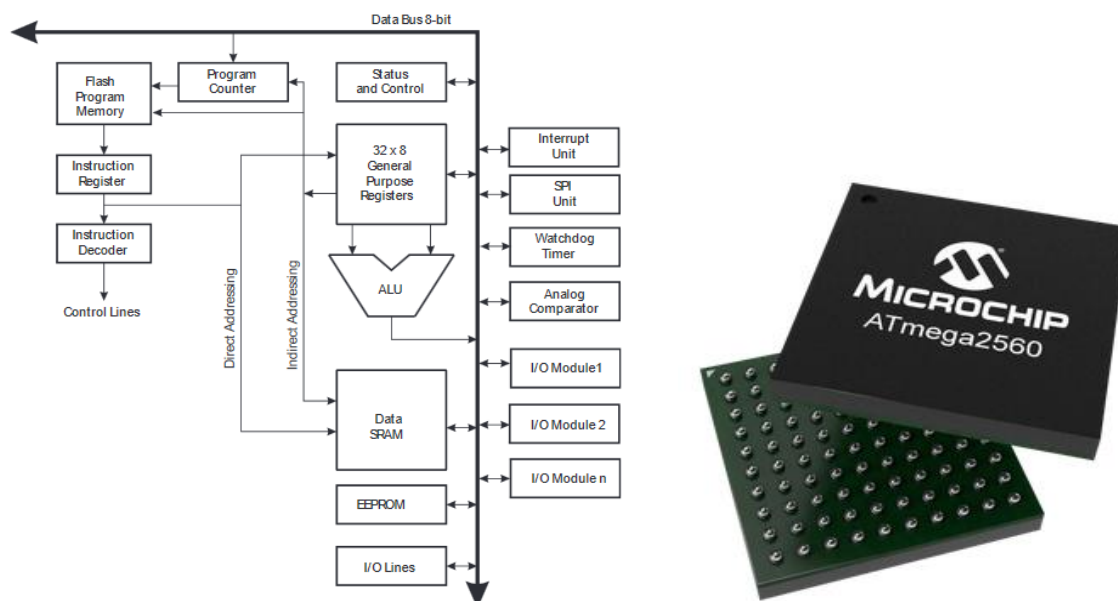 Data Bus 8-bit
Flash
Program
Memory
Program
Counter
Instruction
Register
Instruction
Decoder
Control Lines
Direct Addressing
Indirect Addressing
Status
and Control
32 x 8
General
Purpose
Registers
ALU
Data
SRAM
EEPROM
I/O Lines
Interrupt
Unit
SPI
Unit
Watchdog
Timer
Analog
Comparator
I/O Module1
I/O Module 2
I/O Module n
MICROCHIP
ATmega2560